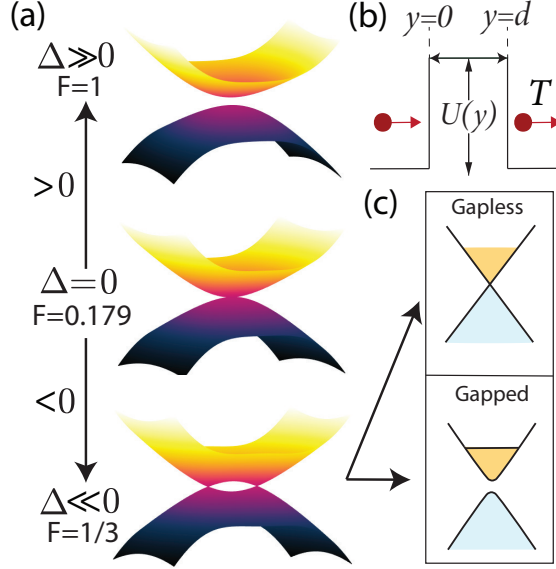 (a)
Δ≫0
F=1
>0
Δ=0
F=0.179
<0
Δ≪0
F=1/3
(b)
y=0
y=d
U(y)
T
(c)
Gapless
Gapped